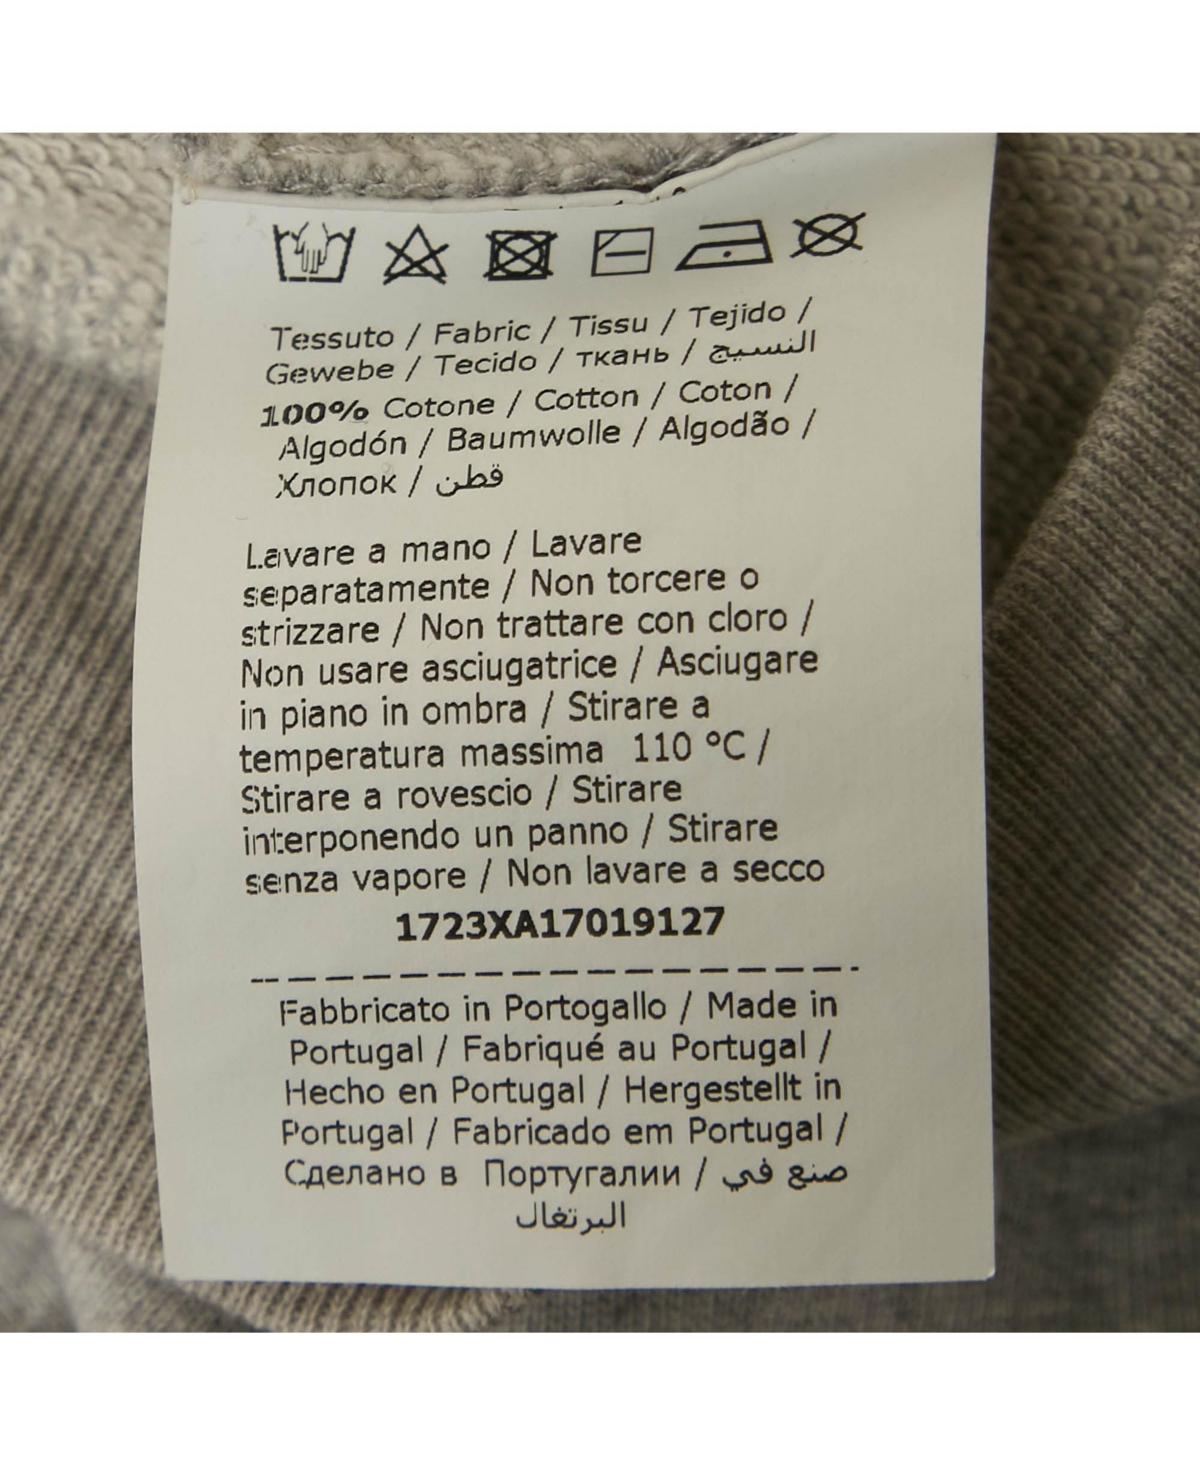 Tessuto / Fabric / Tissu / Tejido /
Gewebe / Tecido / ткань / النسيج
100% Cotone / Cotton / Coton /
Algodón / Baumwolle / Algodão /
Хлопок / قطن
Lavare a mano / Lavare
separatamente / Non torcere o
strizzare / Non trattare con cloro /
Non usare asciugatrice / Asciugare
in piano in ombra / Stirare a
temperatura massima 110 °C /
Stirare a rovescio / Stirare
interponendo un panno / Stirare
senza vapore / Non lavare a secco
1723XA17019127
Fabbricato in Portogallo / Made in
Portugal / Fabriqué au Portugal /
Hecho en Portugal / Hergestellt in
Portugal / Fabricado em Portugal /
Сделано в Португалии / صنع في
البرتغال